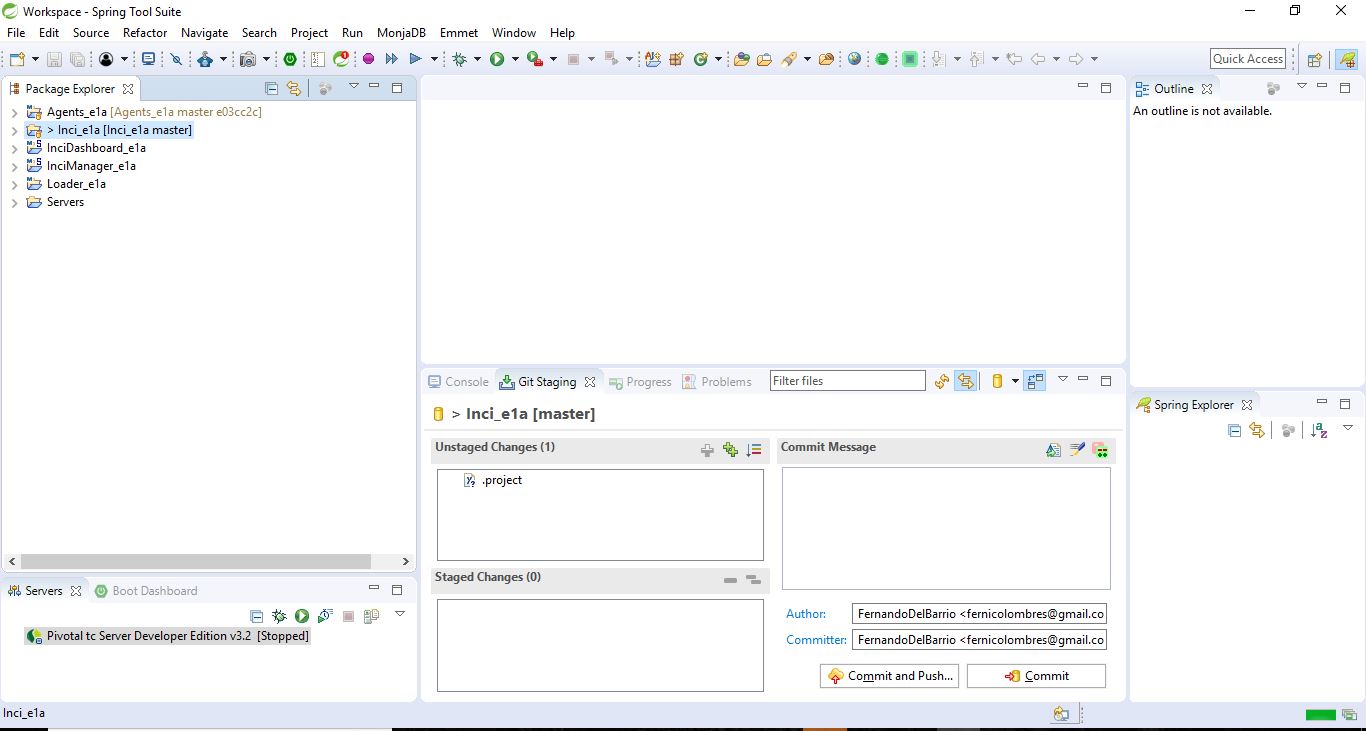 Workspace - Spring Tool Suite
File Edit Source Refactor Navigate Search Project Run MonjaDB Emmet Window Help
Quick Access
Package Explorer
Agents_e1a [Agents_e1a master e03cc2c]
> Inci_e1a [Inci_e1a master]
InciDashboard_e1a
InciManager_e1a
Loader_e1a
Servers
Outline
An outline is not available.
Console Git Staging Progress Problems Filter files
> Inci_e1a [master]
Unstaged Changes (1)
.project
Staged Changes (0)
Commit Message
Author: FernandoDelBarrio <fernicolombres@gmail.co
Committer: FernandoDelBarrio <fernicolombres@gmail.co
Commit and Push... Commit
Spring Explorer
Servers Boot Dashboard
Pivotal tc Server Developer Edition v3.2 [Stopped]
Inci_e1a